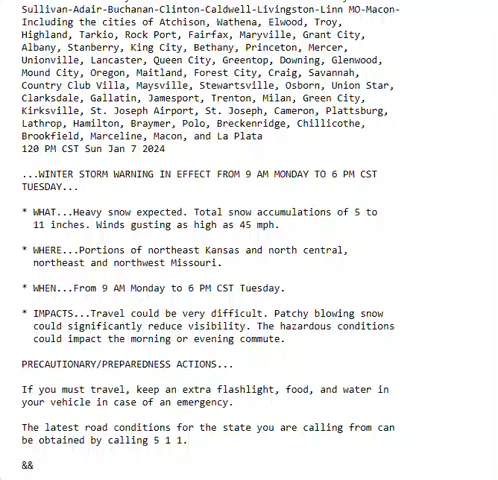 Sullivan-Adair-Buchanan-Clinton-Caldwell-Livingston-Linn MO-Macon-
Including the cities of Atchison, Wathena, Elwood, Troy,
Highland, Tarkio, Rock Port, Fairfax, Maryville, Grant City,
Albany, Stanberry, King City, Bethany, Princeton, Mercer,
Unionville, Lancaster, Queen City, Greentop, Downing, Glenwood,
Mound City, Oregon, Maitland, Forest City, Craig, Savannah,
Country Club Villa, Maysville, Stewartsville, Osborn, Union Star,
Clarksdale, Gallatin, Jamesport, Trenton, Milan, Green City,
Kirksville, St. Joseph Airport, St. Joseph, Cameron, Plattsburg,
Lathrop, Hamilton, Braymer, Polo, Breckenridge, Chillicothe,
Brookfield, Marceline, Macon, and La Plata
120 PM CST Sun Jan 7 2024
...WINTER STORM WARNING IN EFFECT FROM 9 AM MONDAY TO 6 PM CST
TUESDAY...
* WHAT...Heavy snow expected. Total snow accumulations of 5 to
11 inches. Winds gusting as high as 45 mph.
* WHERE...Portions of northeast Kansas and north central,
northeast and northwest Missouri.
* WHEN...From 9 AM Monday to 6 PM CST Tuesday.
* IMPACTS...Travel could be very difficult. Patchy blowing snow
could significantly reduce visibility. The hazardous conditions
could impact the morning or evening commute.
PRECAUTIONARY/PREPAREDNESS ACTIONS...
If you must travel, keep an extra flashlight, food, and water in
your vehicle in case of an emergency.
The latest road conditions for the state you are calling from can
be obtained by calling 5 1 1.
&&